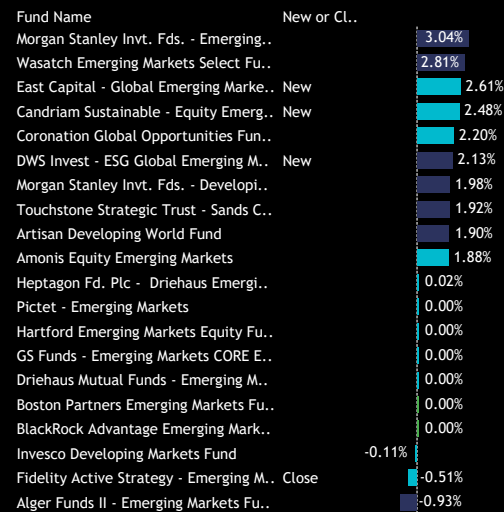 Fund Name New or Cl..
Morgan Stanley Invt. Fds. - Emerging.. 3.04%
Wasatch Emerging Markets Select Fu.. 2.81%
East Capital - Global Emerging Marke.. New 2.61%
Candriam Sustainable - Equity Emerg.. New 2.48%
Coronation Global Opportunities Fun.. 2.20%
DWS Invest - ESG Global Emerging M.. New 2.13%
Morgan Stanley Invt. Fds. - Developi.. 1.98%
Touchstone Strategic Trust - Sands C.. 1.92%
Artisan Developing World Fund 1.90%
Amonis Equity Emerging Markets 1.88%
Heptagon Fd. Plc - Driehaus Emergi.. 0.02%
Pictet - Emerging Markets 0.00%
Hartford Emerging Markets Equity Fu.. 0.00%
GS Funds - Emerging Markets CORE E.. 0.00%
Driehaus Mutual Funds - Emerging M.. 0.00%
Boston Partners Emerging Markets Fu.. 0.00%
BlackRock Advantage Emerging Mark.. 0.00%
Invesco Developing Markets Fund -0.11%
Fidelity Active Strategy - Emerging M.. Close -0.51%
Alger Funds II - Emerging Markets Fu.. -0.93%